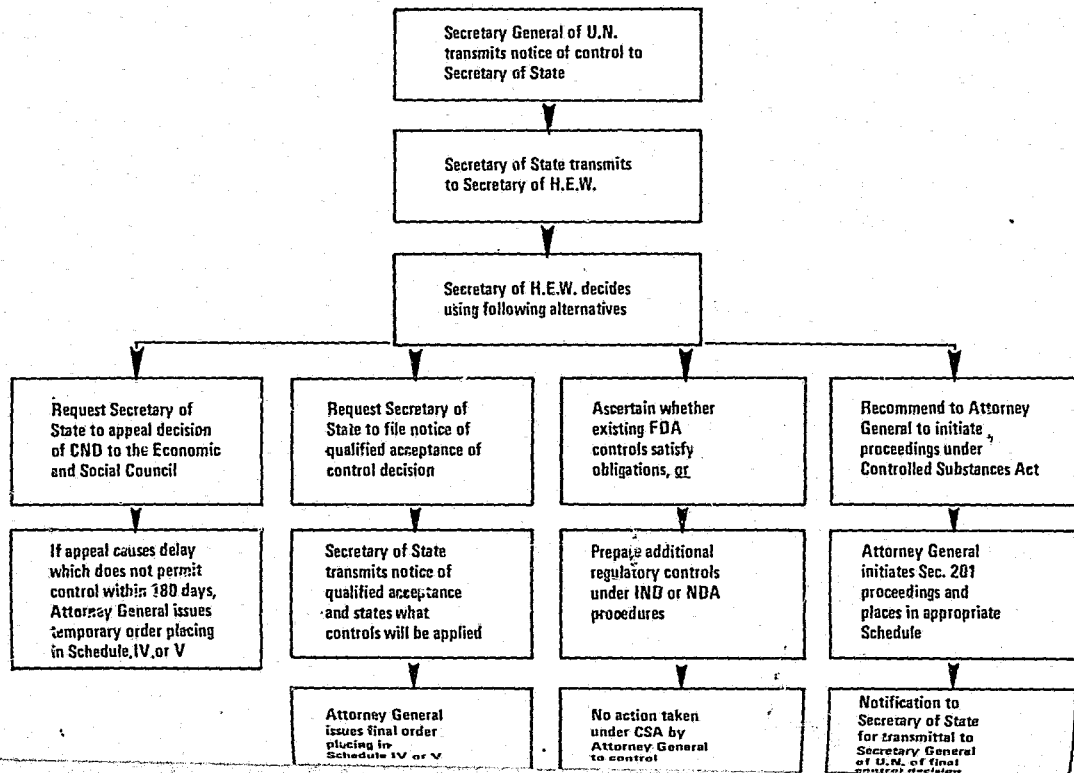 Secretary General of U.N.
transmits notice of control to
Secretary of State
Secretary of State transmits
to Secretary of H.E.W.
Secretary of H.E.W. decides
using following alternatives
Request Secretary of
State to appeal decision
of CND to the Economic
and Social Council
Request Secretary of
State to file notice of
qualified acceptance of
control decision
Ascertain whether
existing FDA
controls satisfy
obligations, or
Recommend to Attorney
General to initiate
proceedings under
Controlled Substances Act
If appeal causes delay
which does not permit
control within 180 days,
Attorney General issues
temporary order placing
in Schedule IV or V
Secretary of State
transmits notice of
qualified acceptance
and states what
controls will be applied
Prepare additional
regulatory controls
under IND or NDA
procedures
Attorney General
initiates Sec. 201
proceedings and
places in appropriate
Schedule
Attorney General
issues final order
placing in
Schedule IV or V
No action taken
under CSA by
Attorney General
to control
Notification to
Secretary of State
for transmittal to
Secretary General
of U.N. of final
control decision